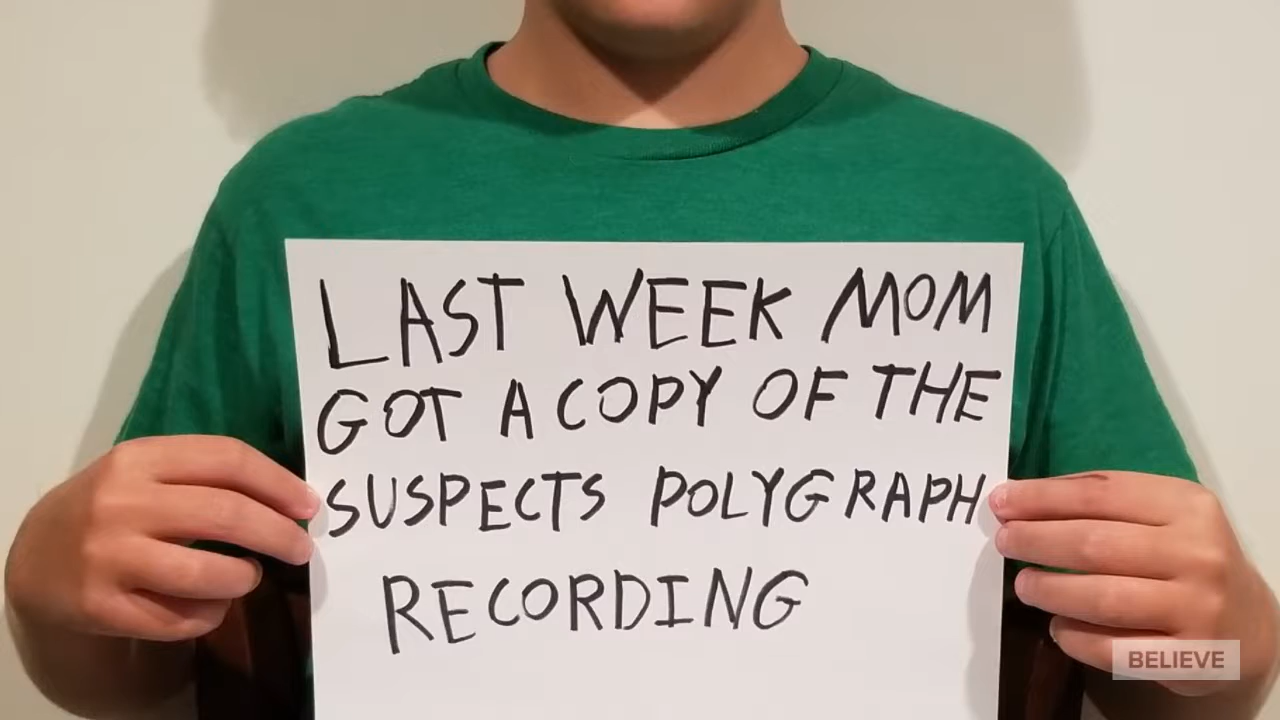 LAST WEEK MOM
GOT A COPY OF THE
SUSPECTS POLYGRAPH
RECORDING
BELIEVE